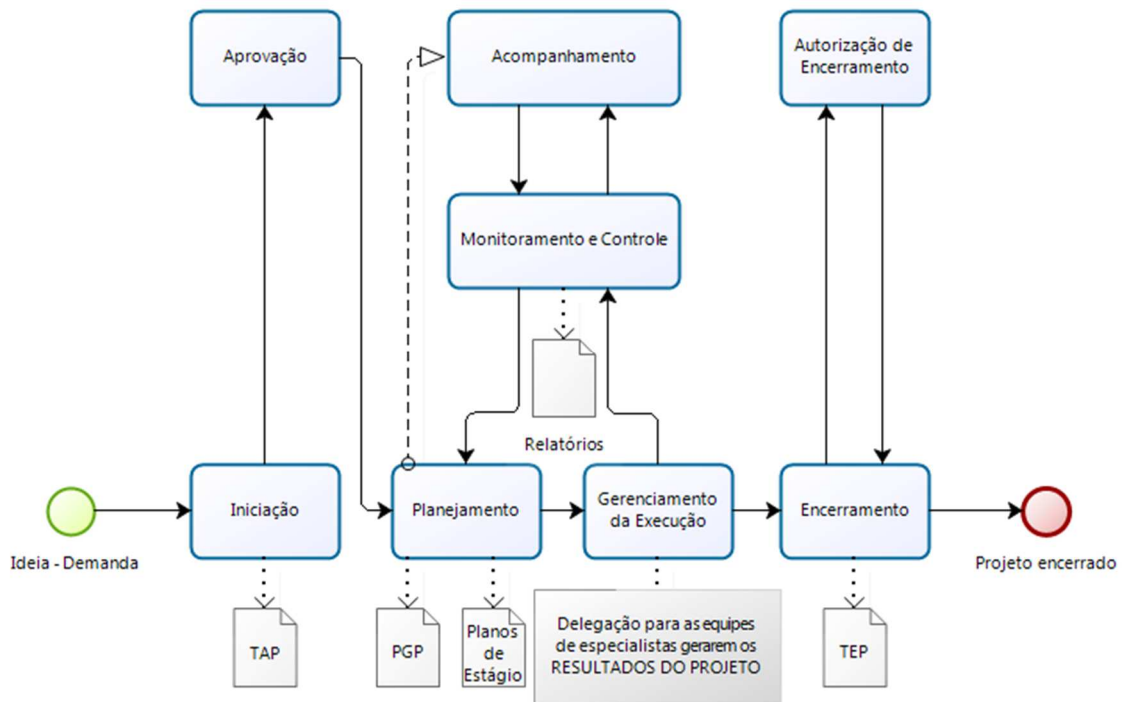 Aprovação
Acompanhamento
Autorização de
Encerramento
Monitoramento e Controle
Relatórios
Ideia - Demanda
Iniciação
Planejamento
Gerenciamento
da Execução
Encerramento
Projeto encerrado
TAP
PGP
Planos
de
Estágio
Delegação para as equipes
de especialistas gerarem os
RESULTADOS DO PROJETO
TEP